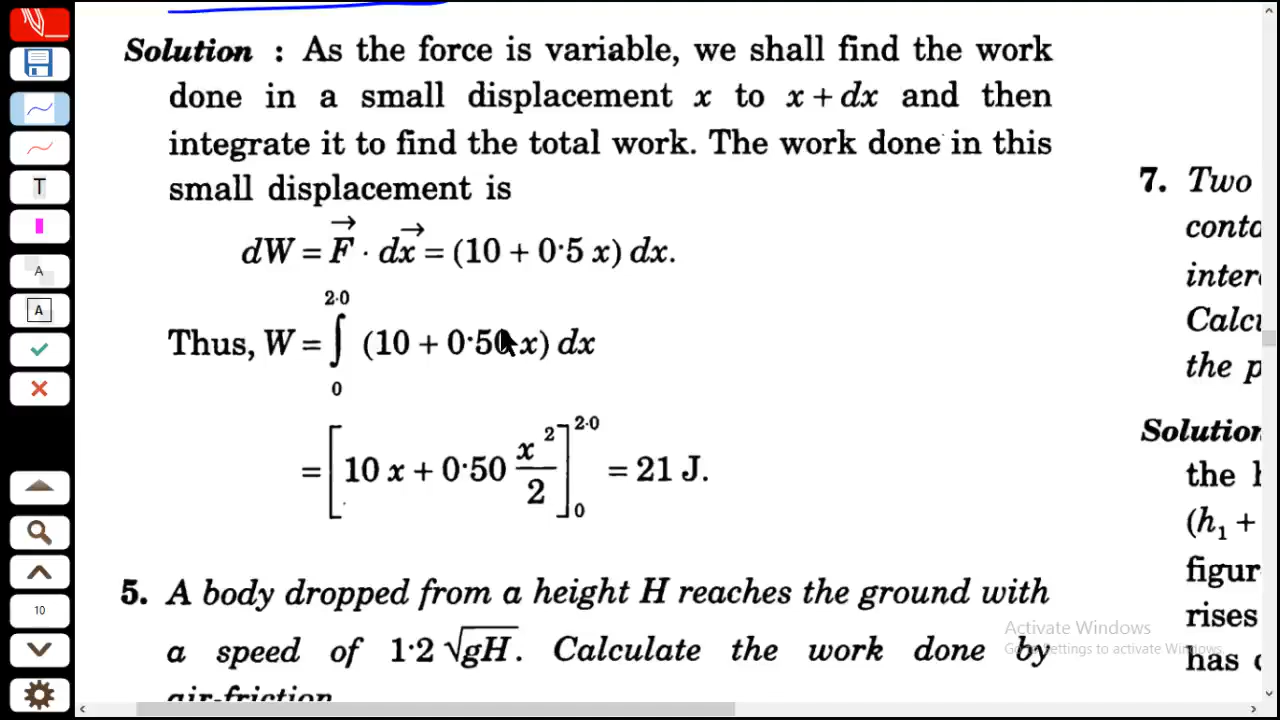 Solution : As the force is variable, we shall find the work
done in a small displacement x to x + dx and then
integrate it to find the total work. The work done in this
small displacement is
dW = F⃗ · dx⃗ = (10 + 0·5 x) dx.
2·0
Thus, W = ∫ (10 + 0·50 x) dx
0
= [10 x + 0·50 x²/2]₀²·⁰ = 21 J.
5. A body dropped from a height H reaches the ground with
a speed of 1·2 √gH. Calculate the work done by
air-friction.
7. Two
conta
inter
Calcu
the p
Solution
the h
(h₁ +
figur
rises
has
T
A
A
10
Activate Windows
Go to Settings to activate Windows.